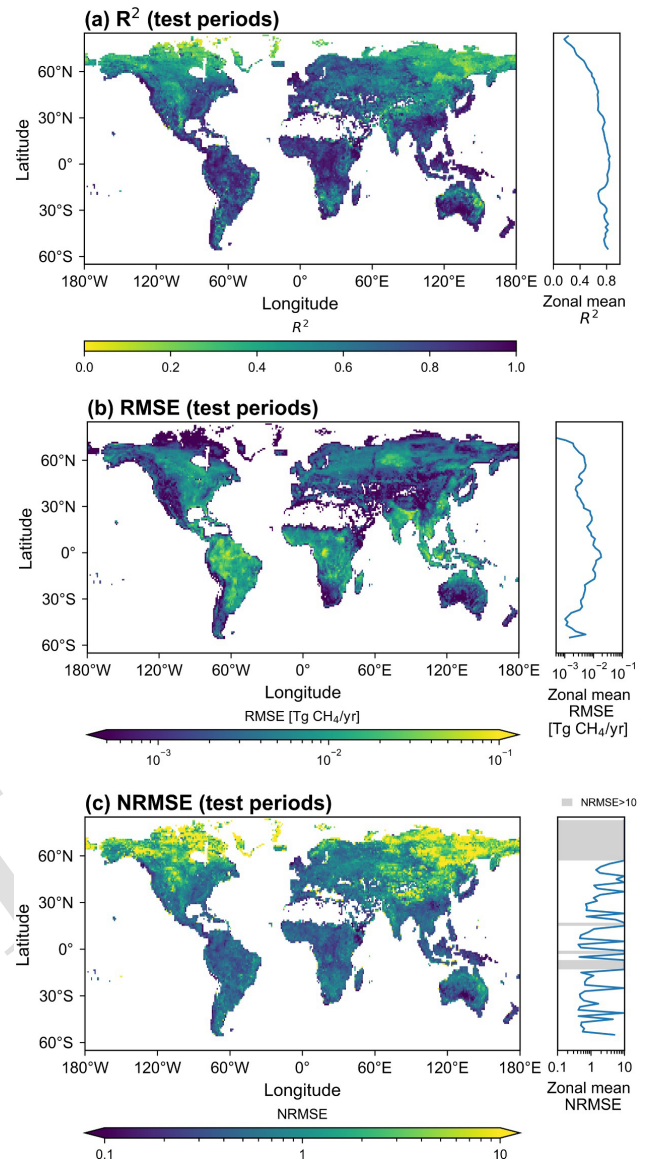 (a) R² (test periods)
60°N
30°N
0°
30°S
60°S
Latitude
180°W 120°W 60°W 0° 60°E 120°E 180°E
Longitude
0.0 0.4 0.8
Zonal mean
R²
R²
0.0 0.2 0.4 0.6 0.8 1.0
(b) RMSE (test periods)
60°N
30°N
0°
30°S
60°S
Latitude
180°W 120°W 60°W 0° 60°E 120°E 180°E
Longitude
10⁻³ 10⁻² 10⁻¹
Zonal mean
RMSE
[Tg CH₄/yr]
RMSE [Tg CH₄/yr]
10⁻³ 10⁻² 10⁻¹
(c) NRMSE (test periods)
NRMSE>10
60°N
30°N
0°
30°S
60°S
Latitude
180°W 120°W 60°W 0° 60°E 120°E 180°E
Longitude
0.1 1 10
Zonal mean
NRMSE
NRMSE
0.1 1 10